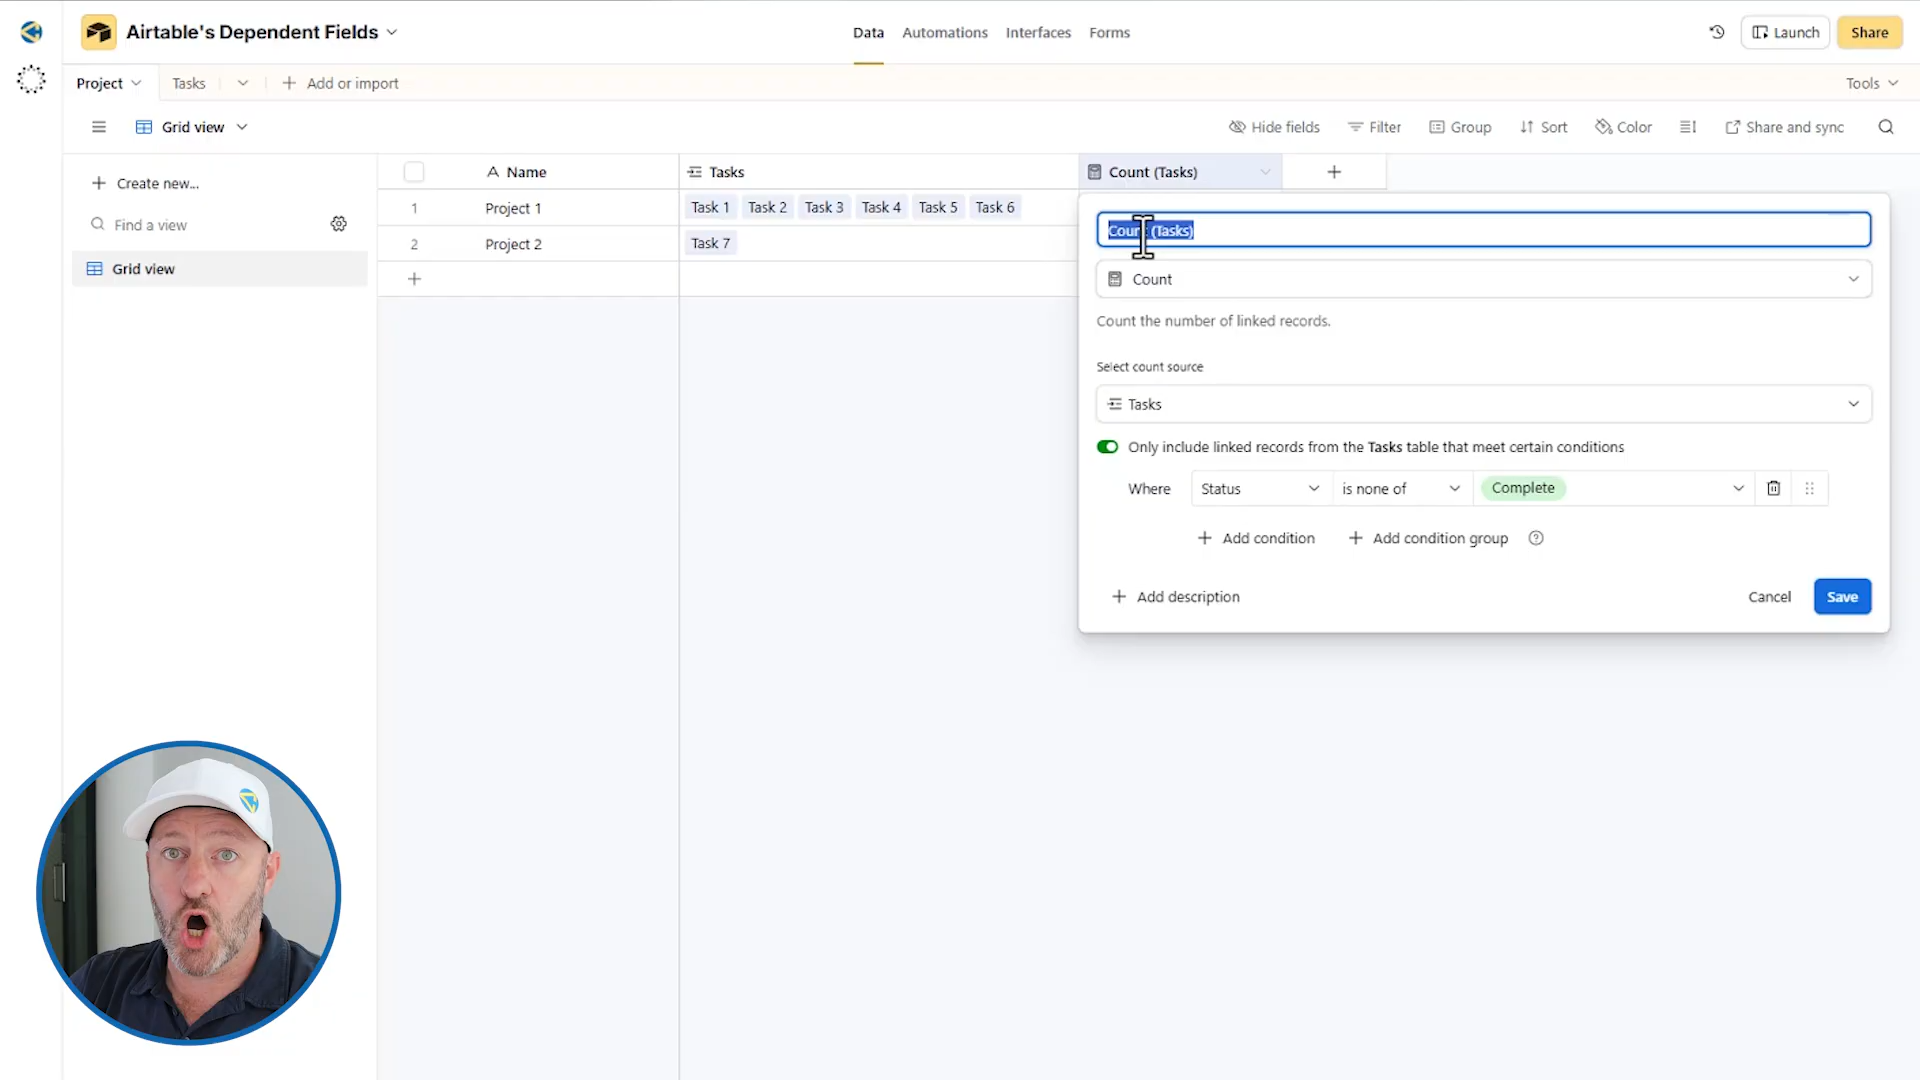 Airtable's Dependent Fields
Data
Automations
Interfaces
Forms
Launch
Share
Project
Tasks
Add or import
Tools
Grid view
Hide fields
Filter
Group
Sort
Color
Share and sync
Create new...
Find a view
Grid view
Name
Tasks
Count (Tasks)
1
Project 1
Task 1
Task 2
Task 3
Task 4
Task 5
Task 6
2
Project 2
Task 7
Count (Tasks)
Count
Count the number of linked records.
Select count source
Tasks
Only include linked records from the Tasks table that meet certain conditions
Where
Status
is none of
Complete
Add condition
Add condition group
Add description
Cancel
Save